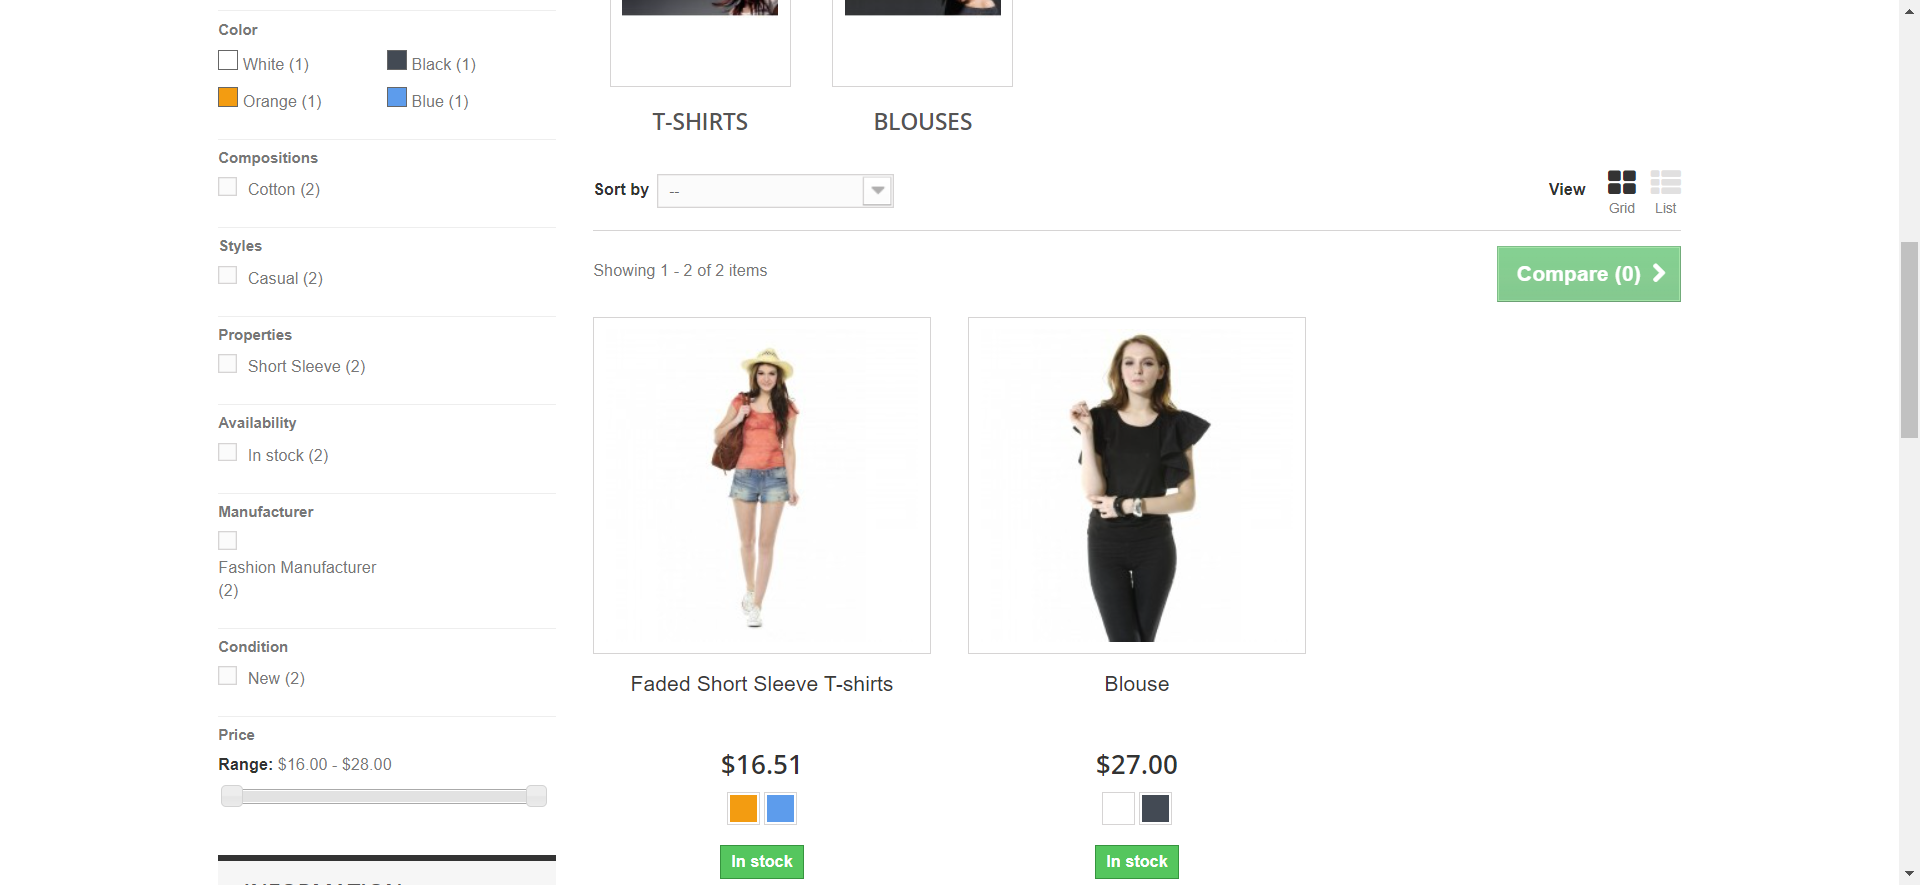 Color
White (1)
Black (1)
Orange (1)
Blue (1)
Compositions
Cotton (2)
Styles
Casual (2)
Properties
Short Sleeve (2)
Availability
In stock (2)
Manufacturer
Fashion Manufacturer
(2)
Condition
New (2)
Price
Range: $16.00 - $28.00
T-SHIRTS
BLOUSES
Sort by
--
View
Grid
List
Showing 1 - 2 of 2 items
Compare (0)
Faded Short Sleeve T-shirts
$16.51
In stock
Blouse
$27.00
In stock